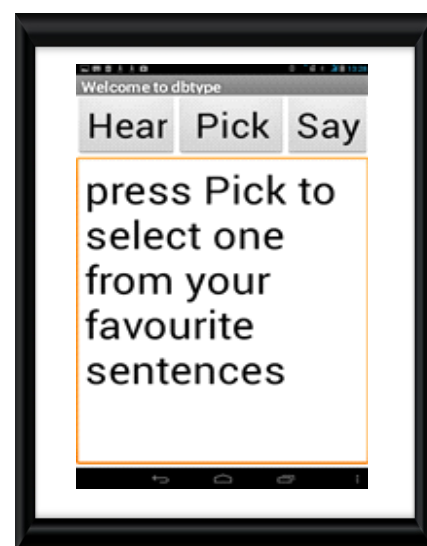 Welcome to dbtype
Hear Pick Say
press Pick to
select one
from your
favourite
sentences